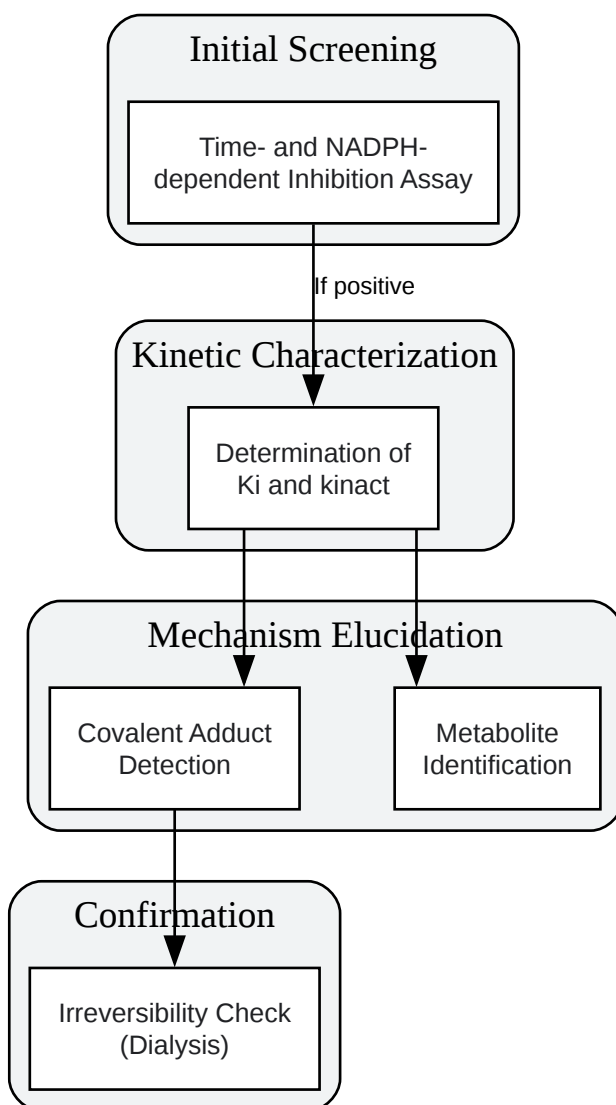 Initial Screening
Time- and NADPH-
dependent Inhibition Assay
If positive
Kinetic Characterization
Determination of
Ki and kinact
Mechanism Elucidation
Covalent Adduct
Detection
Metabolite
Identification
Confirmation
Irreversibility Check
(Dialysis)